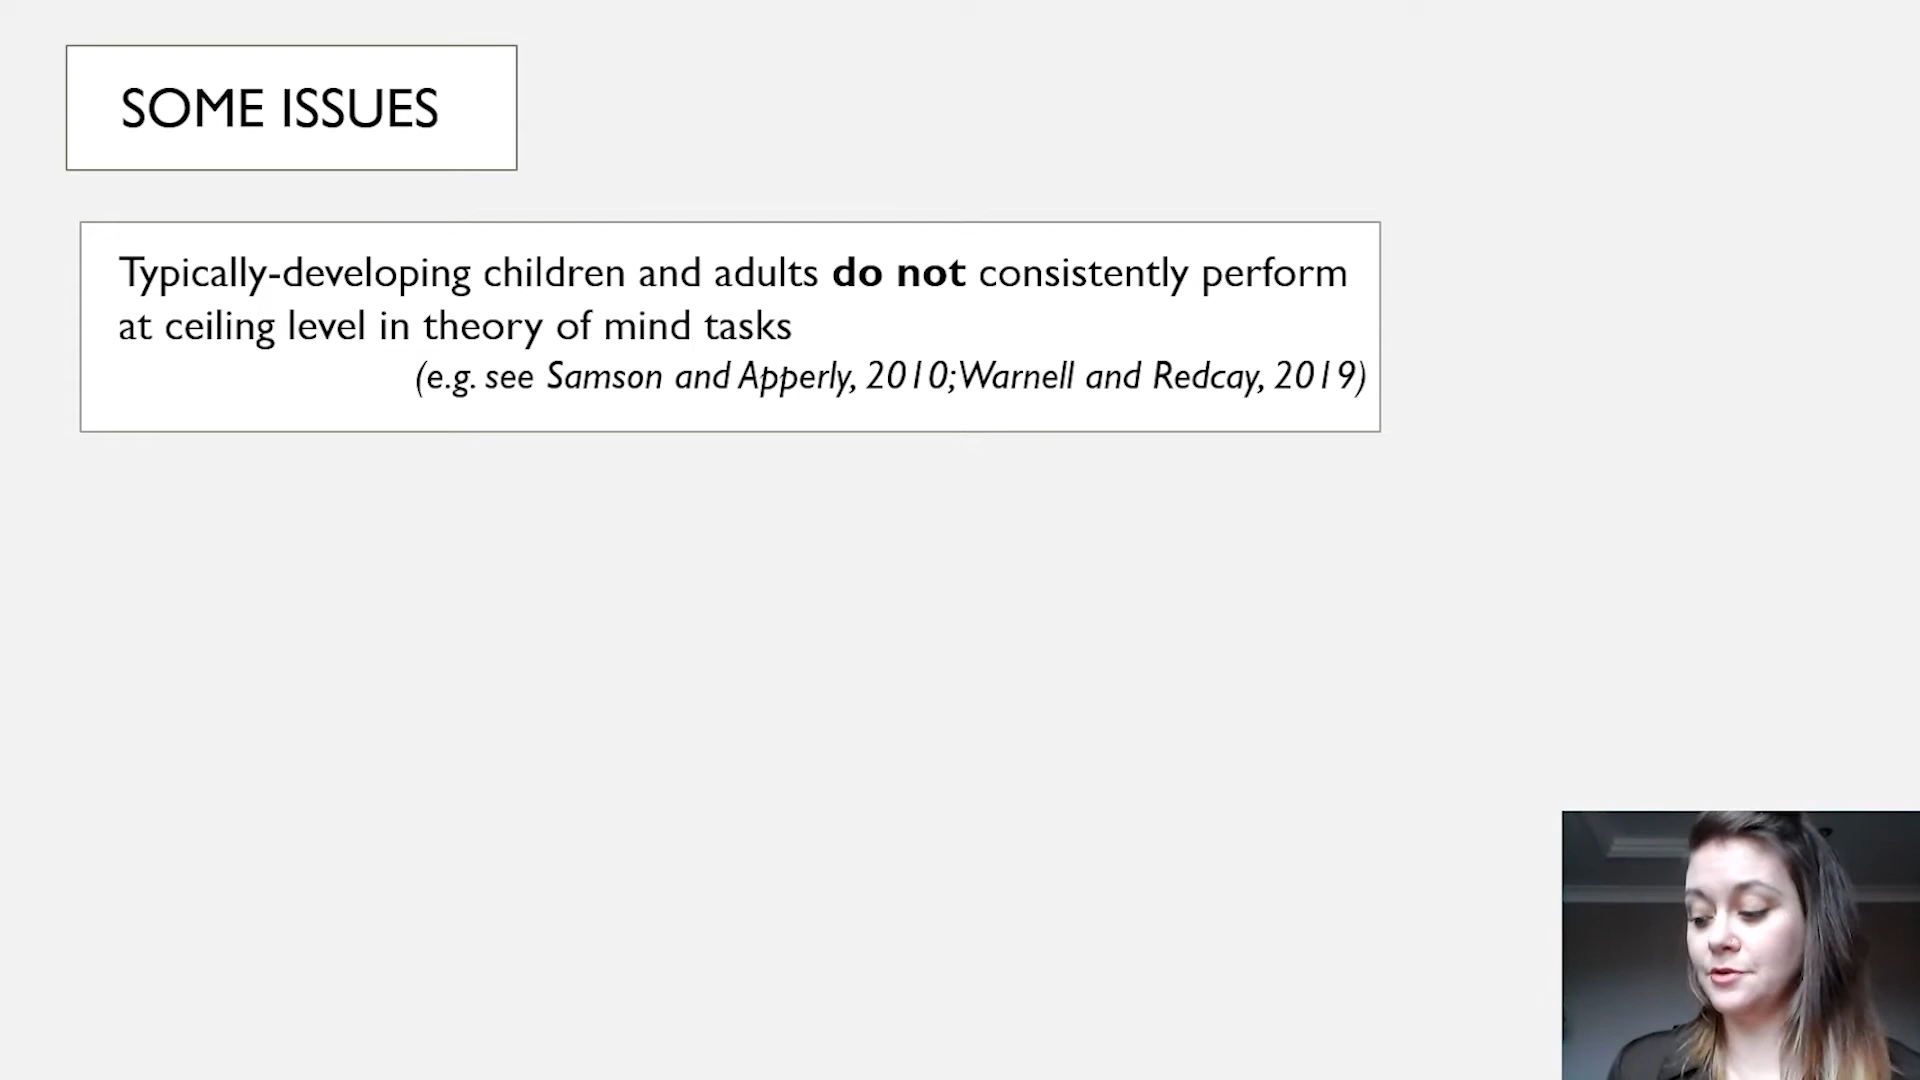 SOME ISSUES
Typically-developing children and adults do not consistently perform
at ceiling level in theory of mind tasks
(e.g. see Samson and Apperly, 2010; Warnell and Redcay, 2019)